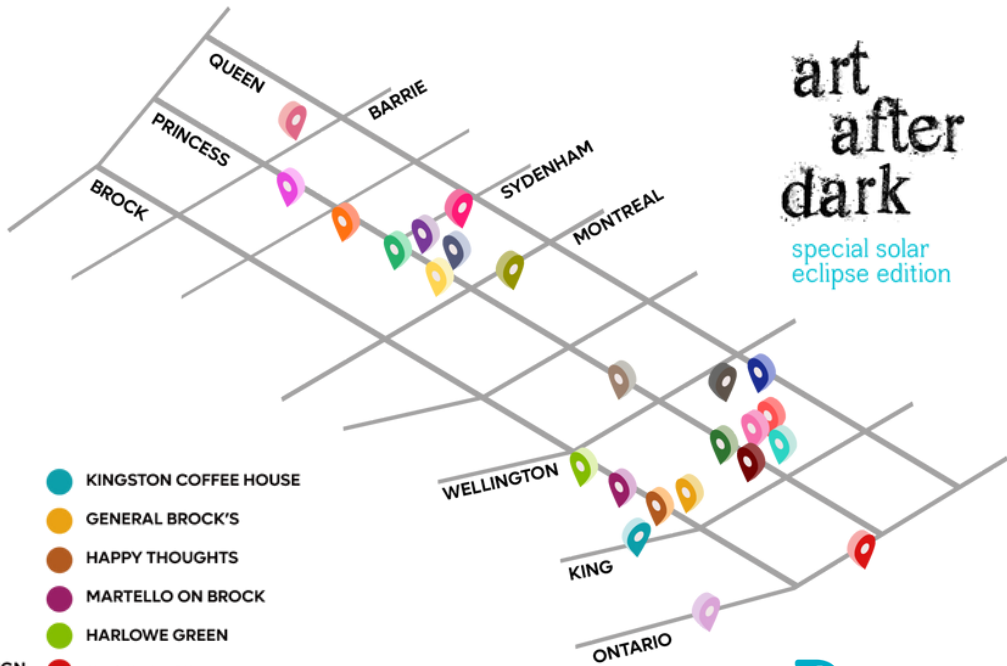 art
after
dark
special solar
eclipse edition
QUEEN
BARRIE
PRINCESS
SYDENHAM
BROCK
MONTREAL
WELLINGTON
KING
ONTARIO
KINGSTON COFFEE HOUSE
GENERAL BROCK'S
HAPPY THOUGHTS
MARTELLO ON BROCK
HARLOWE GREEN